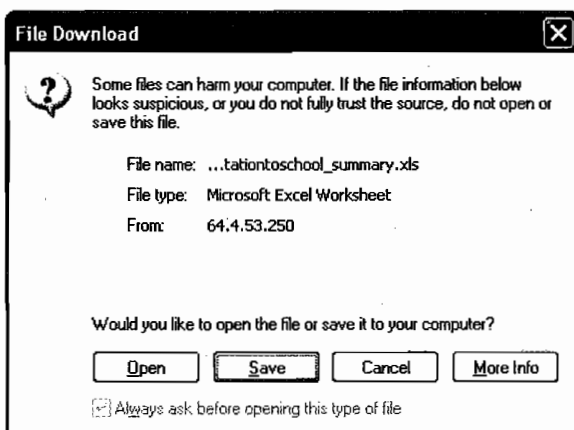 File Download
Some files can harm your computer. If the file information below
looks suspicious, or you do not fully trust the source, do not open or
save this file.
File name: ...tationtoschool_summary.xls
File type: Microsoft Excel Worksheet
From: 64.4.53.250
Would you like to open the file or save it to your computer?
Open Save Cancel More Info
Always ask before opening this type of file